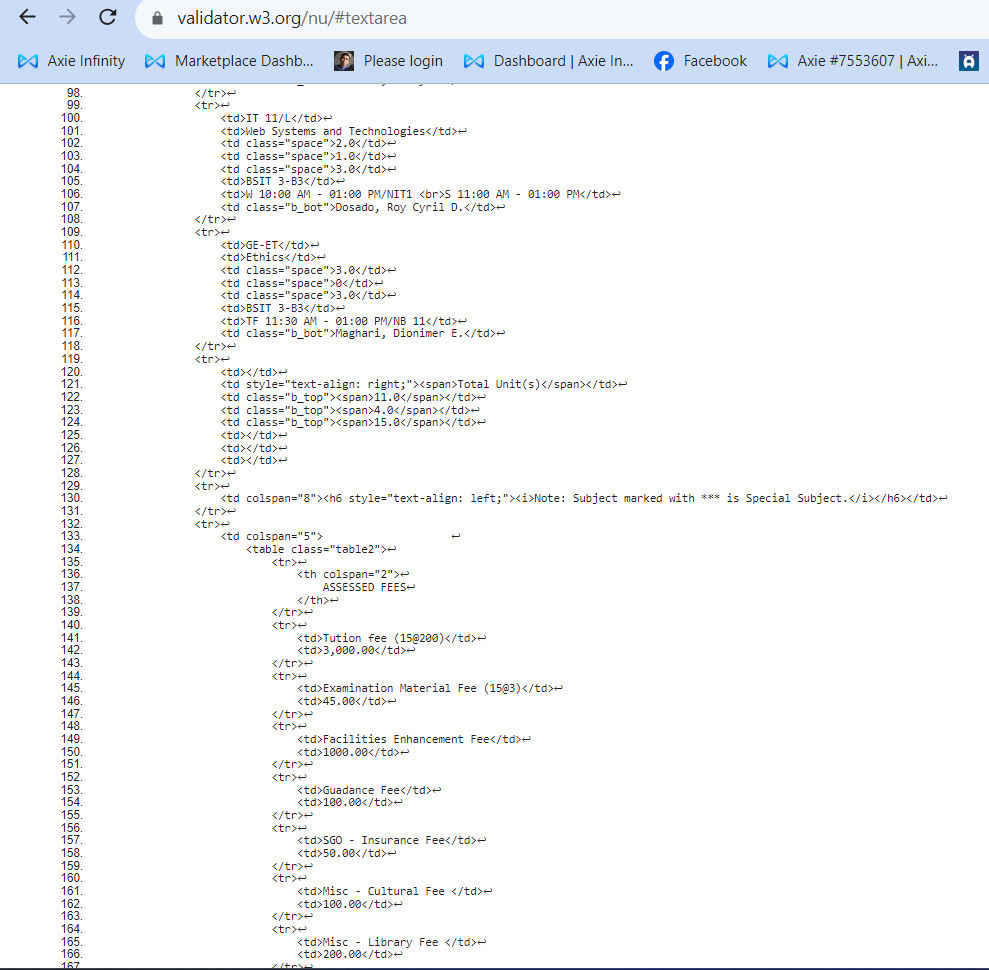 validator.w3.org/nu/#textarea
Axie Infinity Marketplace Dashb... Please login Dashboard | Axie In... Facebook Axie #7553607 | Axi...
98. </tr>↩
99. <tr>↩
100. <td>IT 11/L</td>↩
101. <td>Web Systems and Technologies</td>↩
102. <td class="space">2.0</td>↩
103. <td class="space">1.0</td>↩
104. <td class="space">3.0</td>↩
105. <td>BSIT 3-B3</td>↩
106. <td>W 10:00 AM - 01:00 PM/NIT1 <br>S 11:00 AM - 01:00 PM</td>↩
107. <td class="b_bot">Dosado, Roy Cyril D.</td>↩
108. </tr>↩
109. <tr>↩
110. <td>GE-ET</td>↩
111. <td>Ethics</td>↩
112. <td class="space">3.0</td>↩
113. <td class="space">0</td>↩
114. <td class="space">3.0</td>↩
115. <td>BSIT 3-B3</td>↩
116. <td>TF 11:30 AM - 01:00 PM/NB 11</td>↩
117. <td class="b_bot">Maghari, Dionimer E.</td>↩
118. </tr>↩
119. <tr>↩
120. <td></td>↩
121. <td style="text-align: right;"><span>Total Unit(s)</span></td>↩
122. <td class="b_top"><span>11.0</span></td>↩
123. <td class="b_top"><span>4.0</span></td>↩
124. <td class="b_top"><span>15.0</span></td>↩
125. <td></td>↩
126. <td></td>↩
127. <td></td>↩
128. </tr>↩
129. <tr>↩
130. <td colspan="8"><h6 style="text-align: left;"><i>Note: Subject marked with *** is Special Subject.</i></h6></td>↩
131. </tr>↩
132. <tr>↩
133. <td colspan="5"> ↩
134. <table class="table2">↩
135. <tr>↩
136. <th colspan="2">↩
137. ASSESSED FEES↩
138. </th>↩
139. </tr>↩
140. <tr>↩
141. <td>Tution fee (15@200)</td>↩
142. <td>3,000.00</td>↩
143. </tr>↩
144. <tr>↩
145. <td>Examination Material Fee (15@3)</td>↩
146. <td>45.00</td>↩
147. </tr>↩
148. <tr>↩
149. <td>Facilities Enhancement Fee</td>↩
150. <td>1000.00</td>↩
151. </tr>↩
152. <tr>↩
153. <td>Guadance Fee</td>↩
154. <td>100.00</td>↩
155. </tr>↩
156. <tr>↩
157. <td>SGO - Insurance Fee</td>↩
158. <td>50.00</td>↩
159. </tr>↩
160. <tr>↩
161. <td>Misc - Cultural Fee </td>↩
162. <td>100.00</td>↩
163. </tr>↩
164. <tr>↩
165. <td>Misc - Library Fee </td>↩
166. <td>200.00</td>↩
167. </tr>↩